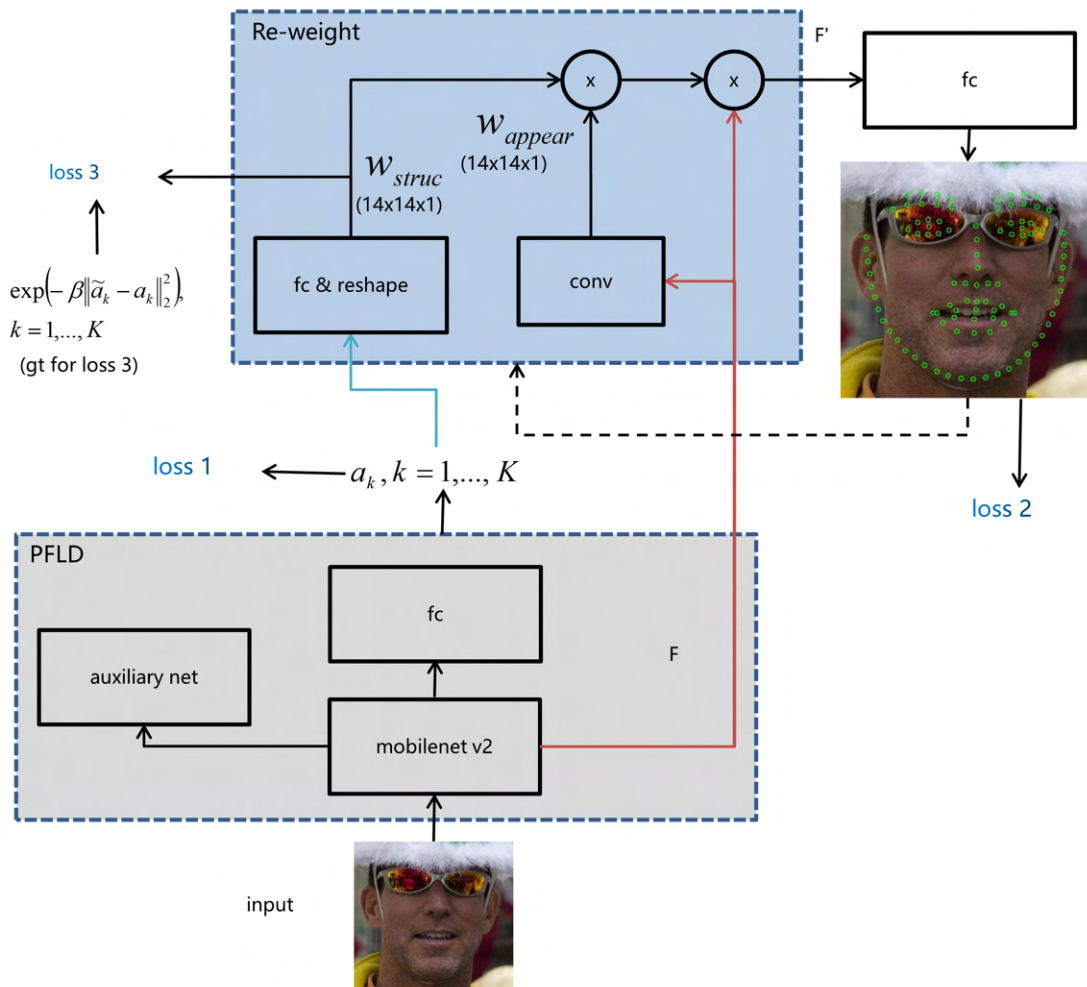 Re-weight
F'
x
x
fc
w_appear
(14x14x1)
w_struc
(14x14x1)
loss 3
fc & reshape
conv
exp(− β‖ã_k − a_k‖₂²),
k = 1,..., K
(gt for loss 3)
loss 1
a_k, k = 1,..., K
loss 2
PFLD
fc
auxiliary net
F
mobilenet v2
input